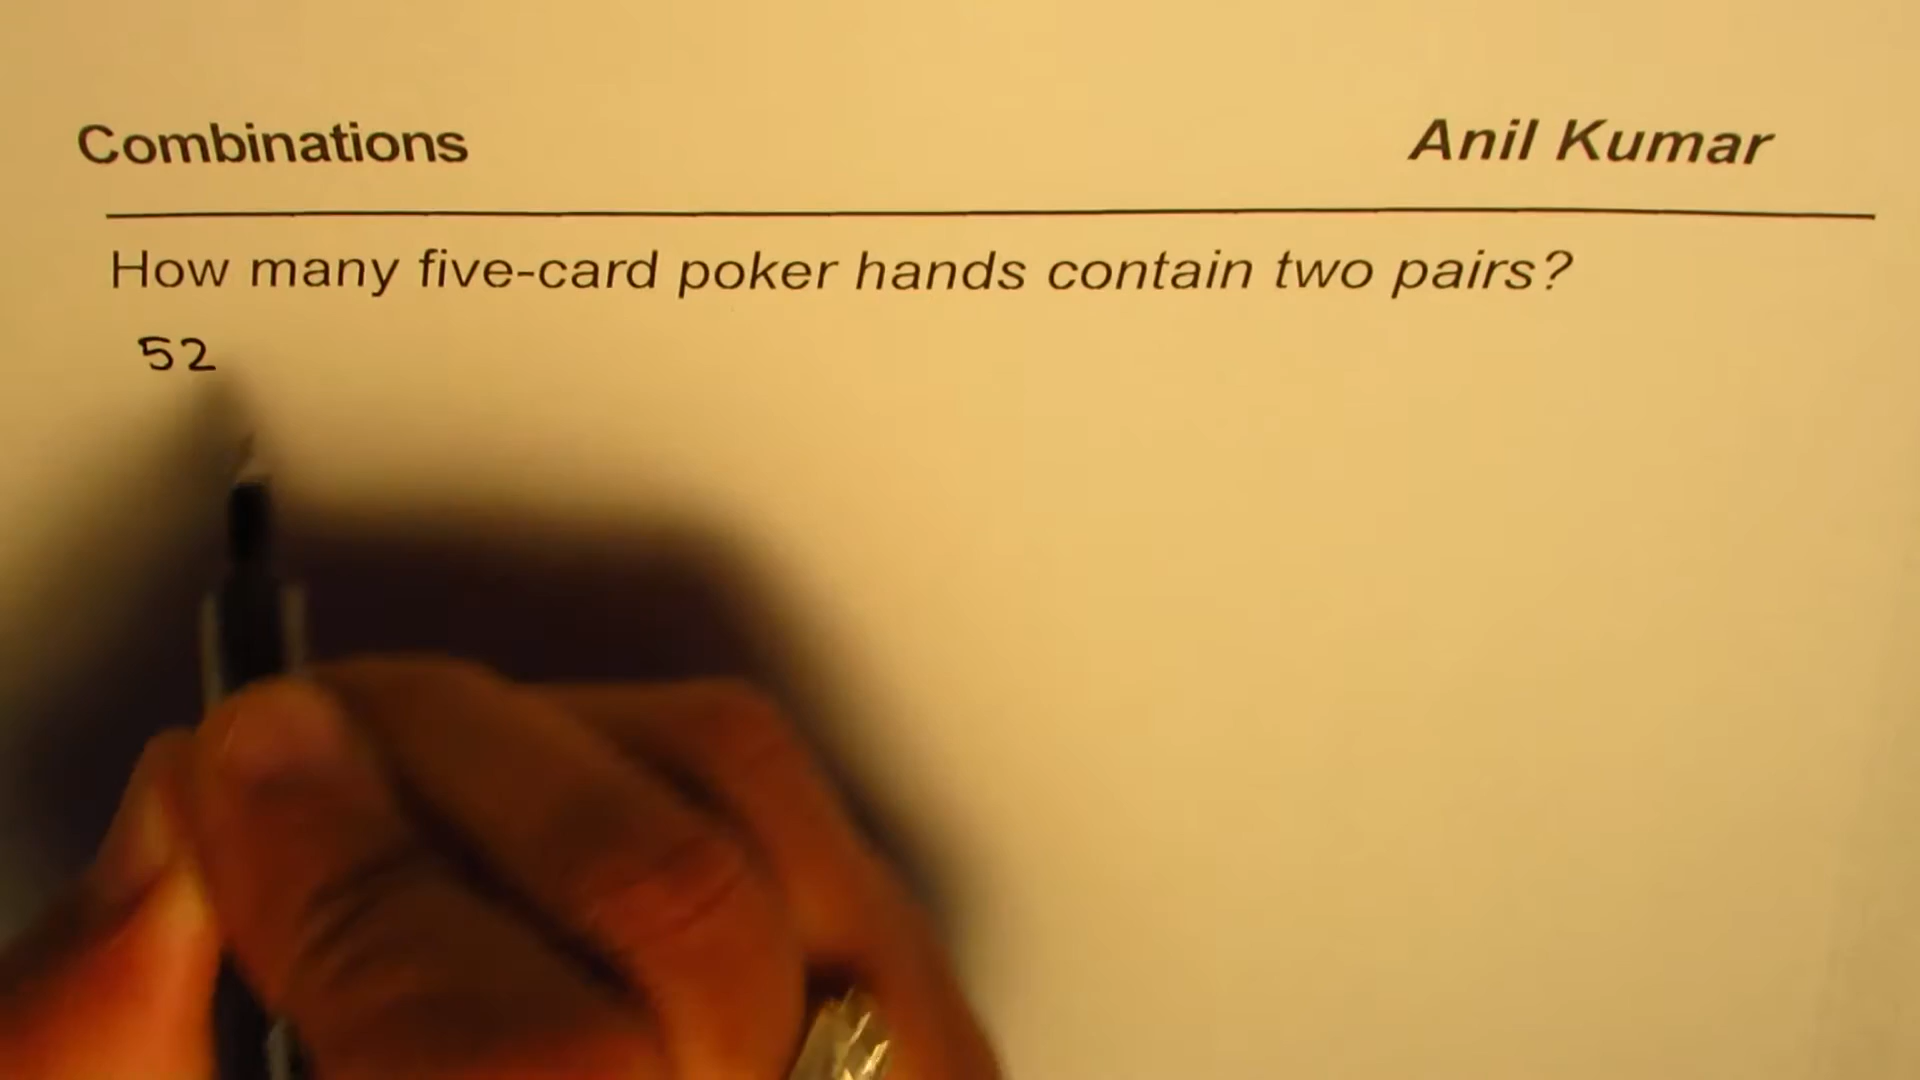 Combinations Anil Kumar
How many five-card poker hands contain two pairs?
52